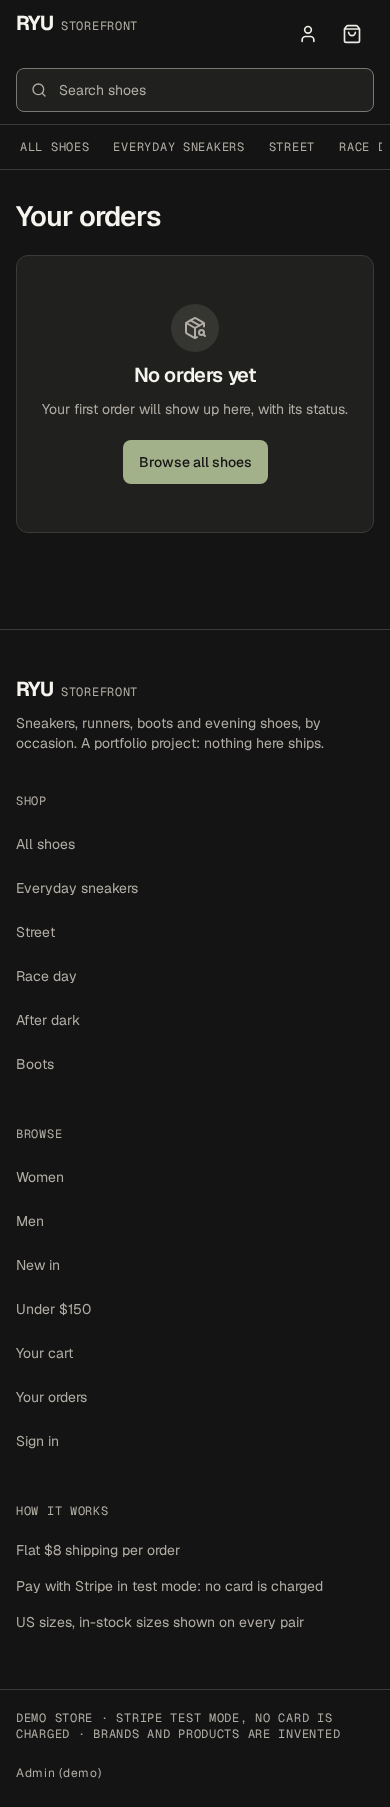 RYU STOREFRONT
Search shoes
ALL SHOES EVERYDAY SNEAKERS STREET RACE
Your orders
No orders yet
Your first order will show up here, with its status.
Browse all shoes
RYU STOREFRONT
Sneakers, runners, boots and evening shoes, by
occasion. A portfolio project: nothing here ships.
SHOP
All shoes
Everyday sneakers
Street
Race day
After dark
Boots
BROWSE
Women
Men
New in
Under $150
Your cart
Your orders
Sign in
HOW IT WORKS
Flat $8 shipping per order
Pay with Stripe in test mode: no card is charged
US sizes, in-stock sizes shown on every pair
DEMO STORE · STRIPE TEST MODE, NO CARD IS
CHARGED · BRANDS AND PRODUCTS ARE INVENTED
Admin (demo)